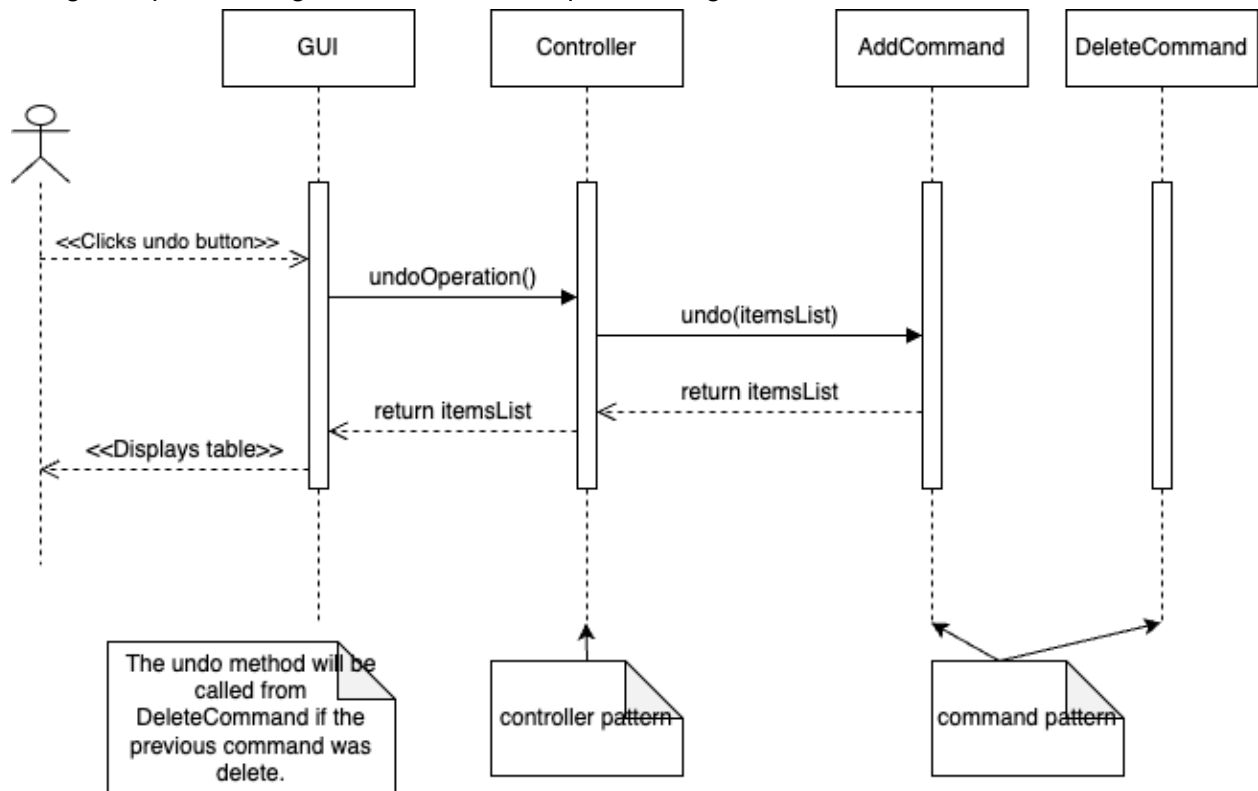 GUI
Controller
AddCommand
DeleteCommand
<<Clicks undo button>>
undoOperation()
undo(itemsList)
return itemsList
return itemsList
<<Displays table>>
The undo method will be
called from
DeleteCommand if the
previous command was
delete.
controller pattern
command pattern